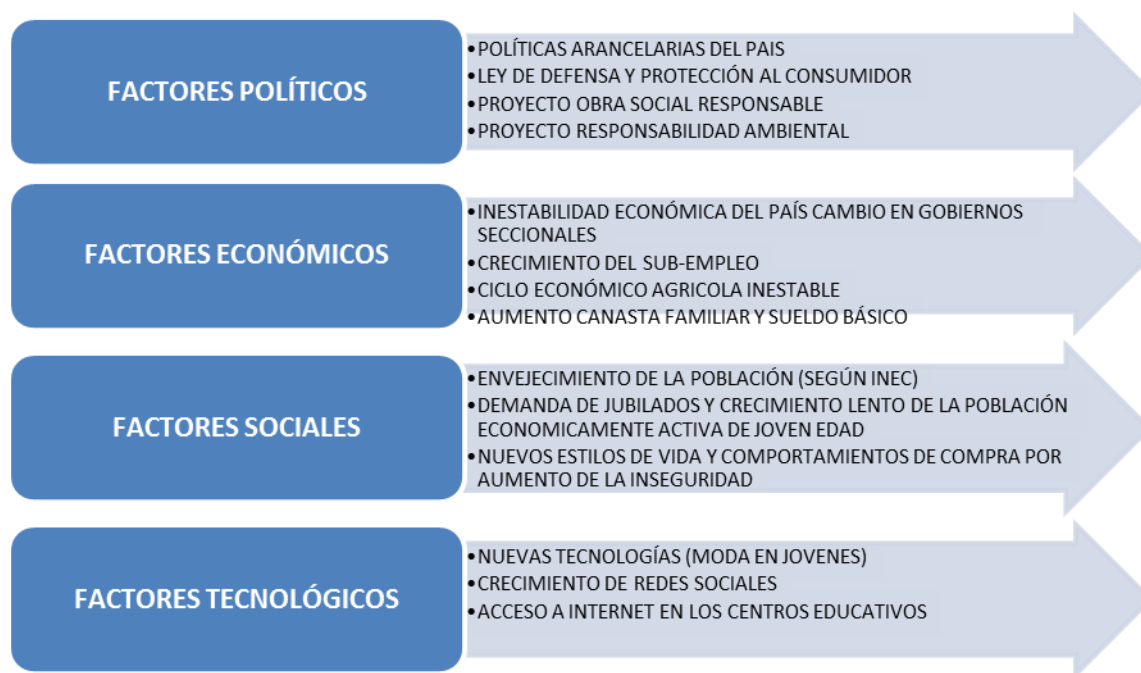 FACTORES POLÍTICOS
•POLÍTICAS ARANCELARIAS DEL PAIS
•LEY DE DEFENSA Y PROTECCIÓN AL CONSUMIDOR
•PROYECTO OBRA SOCIAL RESPONSABLE
•PROYECTO RESPONSABILIDAD AMBIENTAL
FACTORES ECONÓMICOS
•INESTABILIDAD ECONÓMICA DEL PAÍS CAMBIO EN GOBIERNOS
SECCIONALES
•CRECIMIENTO DEL SUB-EMPLEO
•CICLO ECONÓMICO AGRICOLA INESTABLE
•AUMENTO CANASTA FAMILIAR Y SUELDO BÁSICO
FACTORES SOCIALES
•ENVEJECIMIENTO DE LA POBLACIÓN (SEGÚN INEC)
•DEMANDA DE JUBILADOS Y CRECIMIENTO LENTO DE LA POBLACIÓN
ECONOMICAMENTE ACTIVA DE JOVEN EDAD
•NUEVOS ESTILOS DE VIDA Y COMPORTAMIENTOS DE COMPRA POR
AUMENTO DE LA INSEGURIDAD
FACTORES TECNOLÓGICOS
•NUEVAS TECNOLOGÍAS (MODA EN JOVENES)
•CRECIMIENTO DE REDES SOCIALES
•ACCESO A INTERNET EN LOS CENTROS EDUCATIVOS